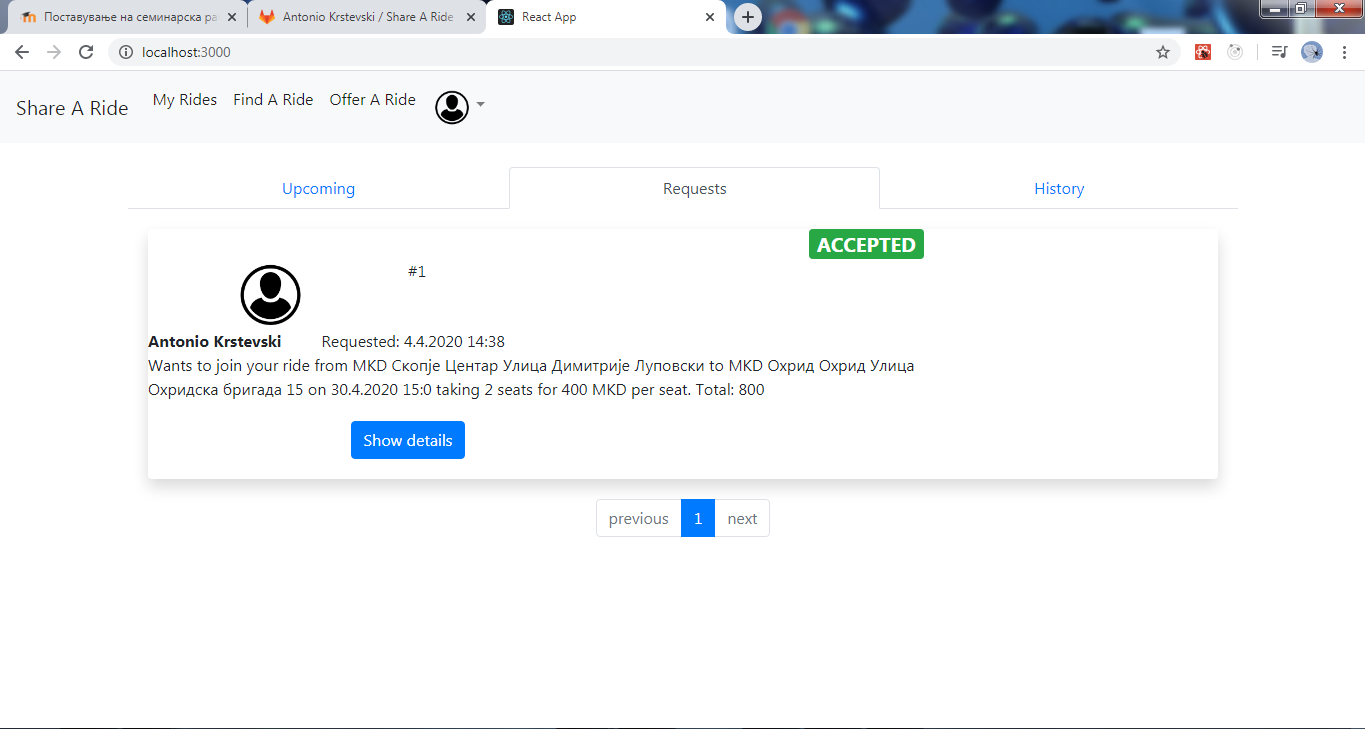 Поставување на семинарска ра
Antonio Krstevski / Share A Ride
React App
localhost:3000
Share A Ride
My Rides
Find A Ride
Offer A Ride
Upcoming
Requests
History
ACCEPTED
#1
Antonio Krstevski
Requested: 4.4.2020 14:38
Wants to join your ride from MKD Скопје Центар Улица Димитрије Луповски to MKD Охрид Охрид Улица
Охридска бригада 15 on 30.4.2020 15:0 taking 2 seats for 400 MKD per seat. Total: 800
Show details
previous
1
next